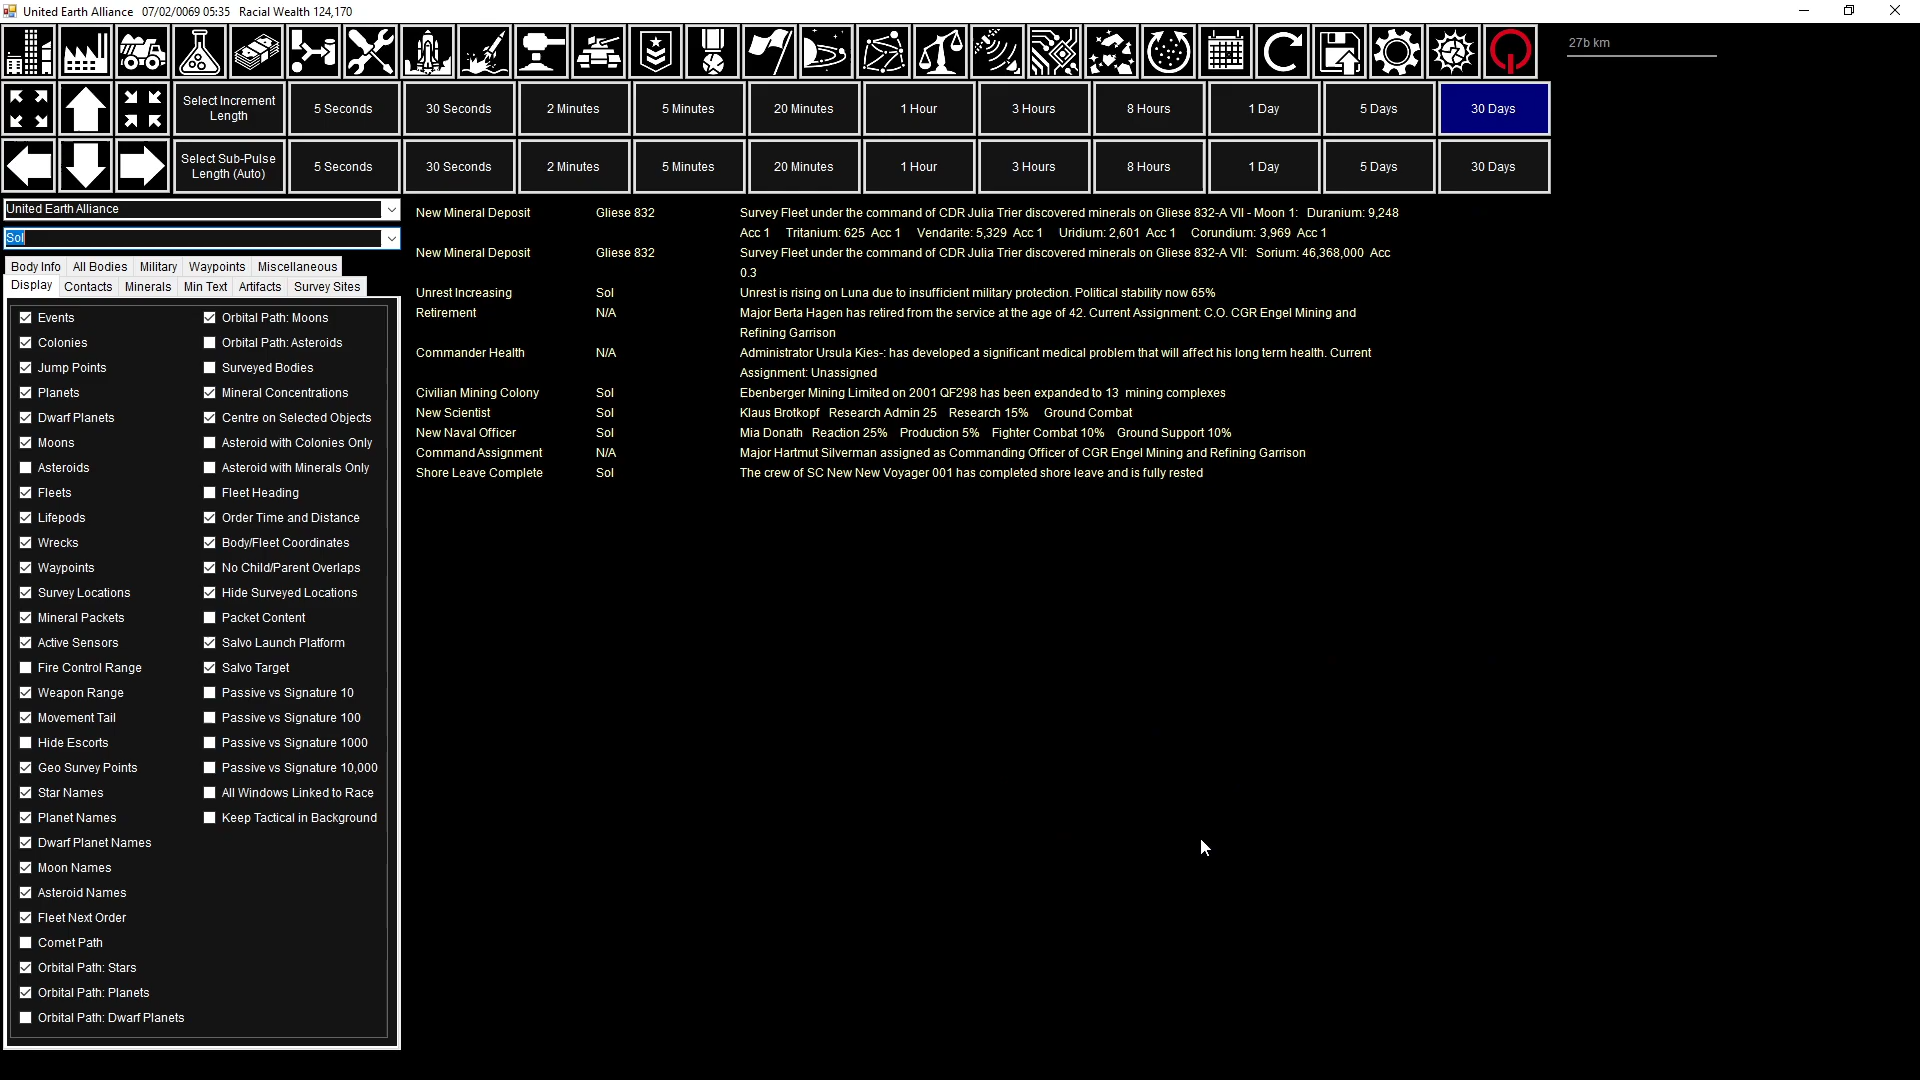 United Earth Alliance   07/02/0069 05:35   Racial Wealth 124,170
27b km
Select Increment Length
5 Seconds
30 Seconds
2 Minutes
5 Minutes
20 Minutes
1 Hour
3 Hours
8 Hours
1 Day
5 Days
30 Days
Select Sub-Pulse Length (Auto)
5 Seconds
30 Seconds
2 Minutes
5 Minutes
20 Minutes
1 Hour
3 Hours
8 Hours
1 Day
5 Days
30 Days
United Earth Alliance
Sol
Body Info   All Bodies   Military   Waypoints   Miscellaneous
Display   Contacts   Minerals   Min Text   Artifacts   Survey Sites
Events
Colonies
Jump Points
Planets
Dwarf Planets
Moons
Asteroids
Fleets
Lifepods
Wrecks
Waypoints
Survey Locations
Mineral Packets
Active Sensors
Fire Control Range
Weapon Range
Movement Tail
Hide Escorts
Geo Survey Points
Star Names
Planet Names
Dwarf Planet Names
Moon Names
Asteroid Names
Fleet Next Order
Comet Path
Orbital Path: Stars
Orbital Path: Planets
Orbital Path: Dwarf Planets
Orbital Path: Moons
Orbital Path: Asteroids
Surveyed Bodies
Mineral Concentrations
Centre on Selected Objects
Asteroid with Colonies Only
Asteroid with Minerals Only
Fleet Heading
Order Time and Distance
Body/Fleet Coordinates
No Child/Parent Overlaps
Hide Surveyed Locations
Packet Content
Salvo Launch Platform
Salvo Target
Passive vs Signature 10
Passive vs Signature 100
Passive vs Signature 1000
Passive vs Signature 10,000
All Windows Linked to Race
Keep Tactical in Background
New Mineral Deposit   Gliese 832   Survey Fleet under the command of CDR Julia Trier discovered minerals on Gliese 832-A VII - Moon 1:   Duranium: 9,248
Acc 1   Tritanium: 625  Acc 1   Vendarite: 5,329  Acc 1   Uridium: 2,601  Acc 1   Corundium: 3,969  Acc 1
New Mineral Deposit   Gliese 832   Survey Fleet under the command of CDR Julia Trier discovered minerals on Gliese 832-A VII:   Sorium: 46,368,000  Acc
0.3
Unrest Increasing   Sol   Unrest is rising on Luna due to insufficient military protection. Political stability now 65%
Retirement   N/A   Major Berta Hagen has retired from the service at the age of 42. Current Assignment: C.O. CGR Engel Mining and
Refining Garrison
Commander Health   N/A   Administrator Ursula Kies-: has developed a significant medical problem that will affect his long term health. Current
Assignment: Unassigned
Civilian Mining Colony   Sol   Ebenberger Mining Limited on 2001 QF298 has been expanded to 13  mining complexes
New Scientist   Sol   Klaus Brotkopf   Research Admin 25   Research 15%   Ground Combat
New Naval Officer   Sol   Mia Donath   Reaction 25%   Production 5%   Fighter Combat 10%   Ground Support 10%
Command Assignment   N/A   Major Hartmut Silverman assigned as Commanding Officer of CGR Engel Mining and Refining Garrison
Shore Leave Complete   Sol   The crew of SC New New Voyager 001 has completed shore leave and is fully rested